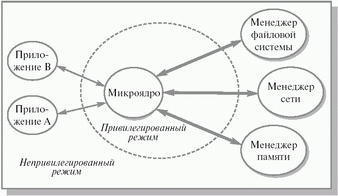 Менеджер
файловой
системы
Прило-
жение B
Микроядро
Менеджер
сети
Прило-
жение A
Привилегированный
режим
Менеджер
памяти
Непривилегированный
режим